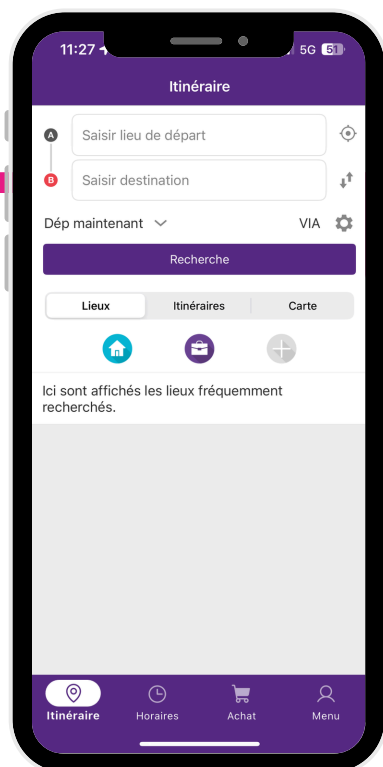 11:27
5G 51
Itinéraire
A Saisir lieu de départ
B Saisir destination
Dép maintenant VIA
Recherche
Lieux Itinéraires Carte
Ici sont affichés les lieux fréquemment
recherchés.
Itinéraire Horaires Achat Menu